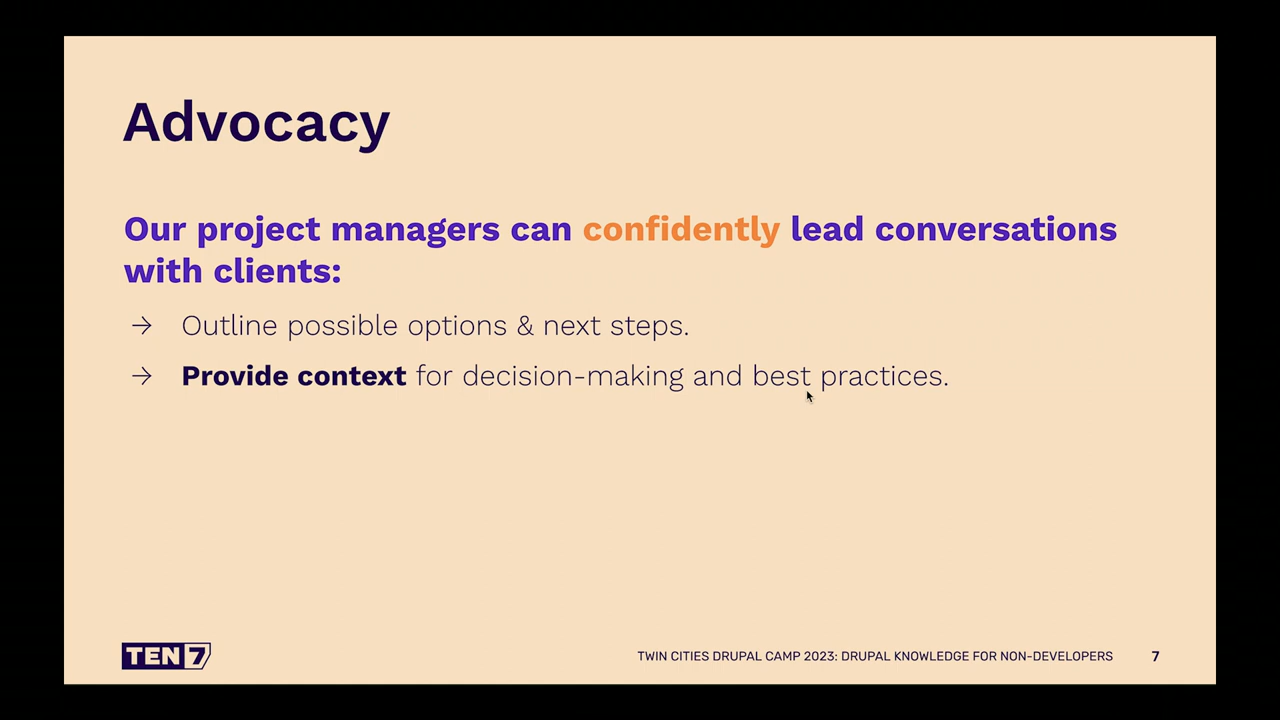 Advocacy
Our project managers can confidently lead conversations
with clients:
→ Outline possible options & next steps.
→ Provide context for decision-making and best practices.
TEN7
TWIN CITIES DRUPAL CAMP 2023: DRUPAL KNOWLEDGE FOR NON-DEVELOPERS 7